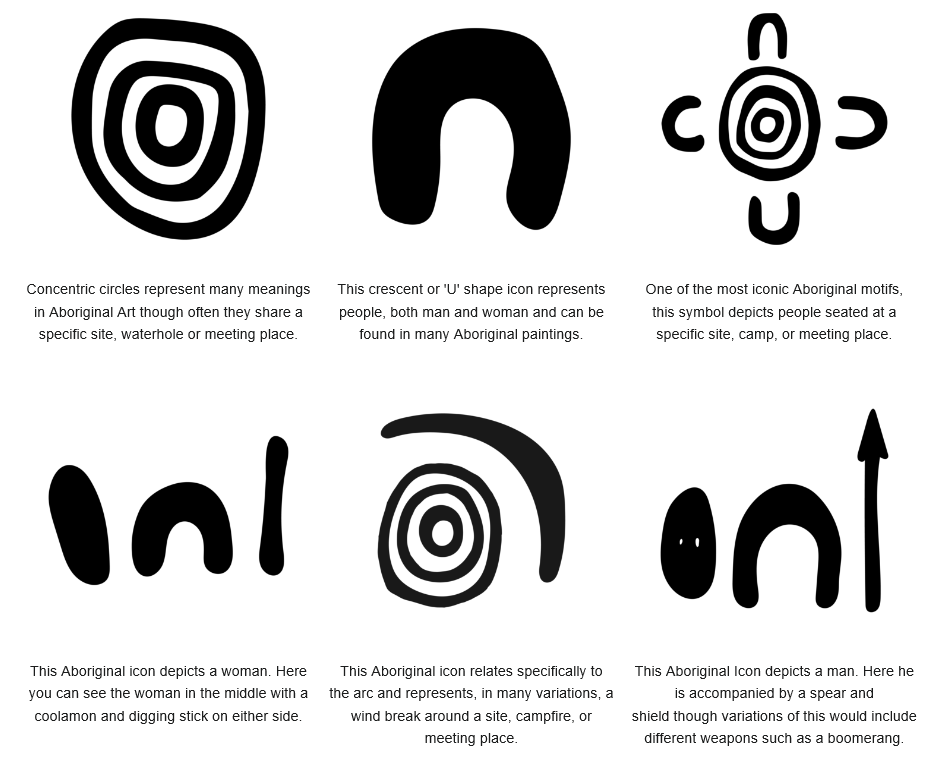 Concentric circles represent many meanings
in Aboriginal Art though often they share a
specific site, waterhole or meeting place.
This crescent or 'U' shape icon represents
people, both man and woman and can be
found in many Aboriginal paintings.
One of the most iconic Aboriginal motifs,
this symbol depicts people seated at a
specific site, camp, or meeting place.
This Aboriginal icon depicts a woman. Here
you can see the woman in the middle with a
coolamon and digging stick on either side.
This Aboriginal icon relates specifically to
the arc and represents, in many variations, a
wind break around a site, campfire, or
meeting place.
This Aboriginal Icon depicts a man. Here he
is accompanied by a spear and
shield though variations of this would include
different weapons such as a boomerang.